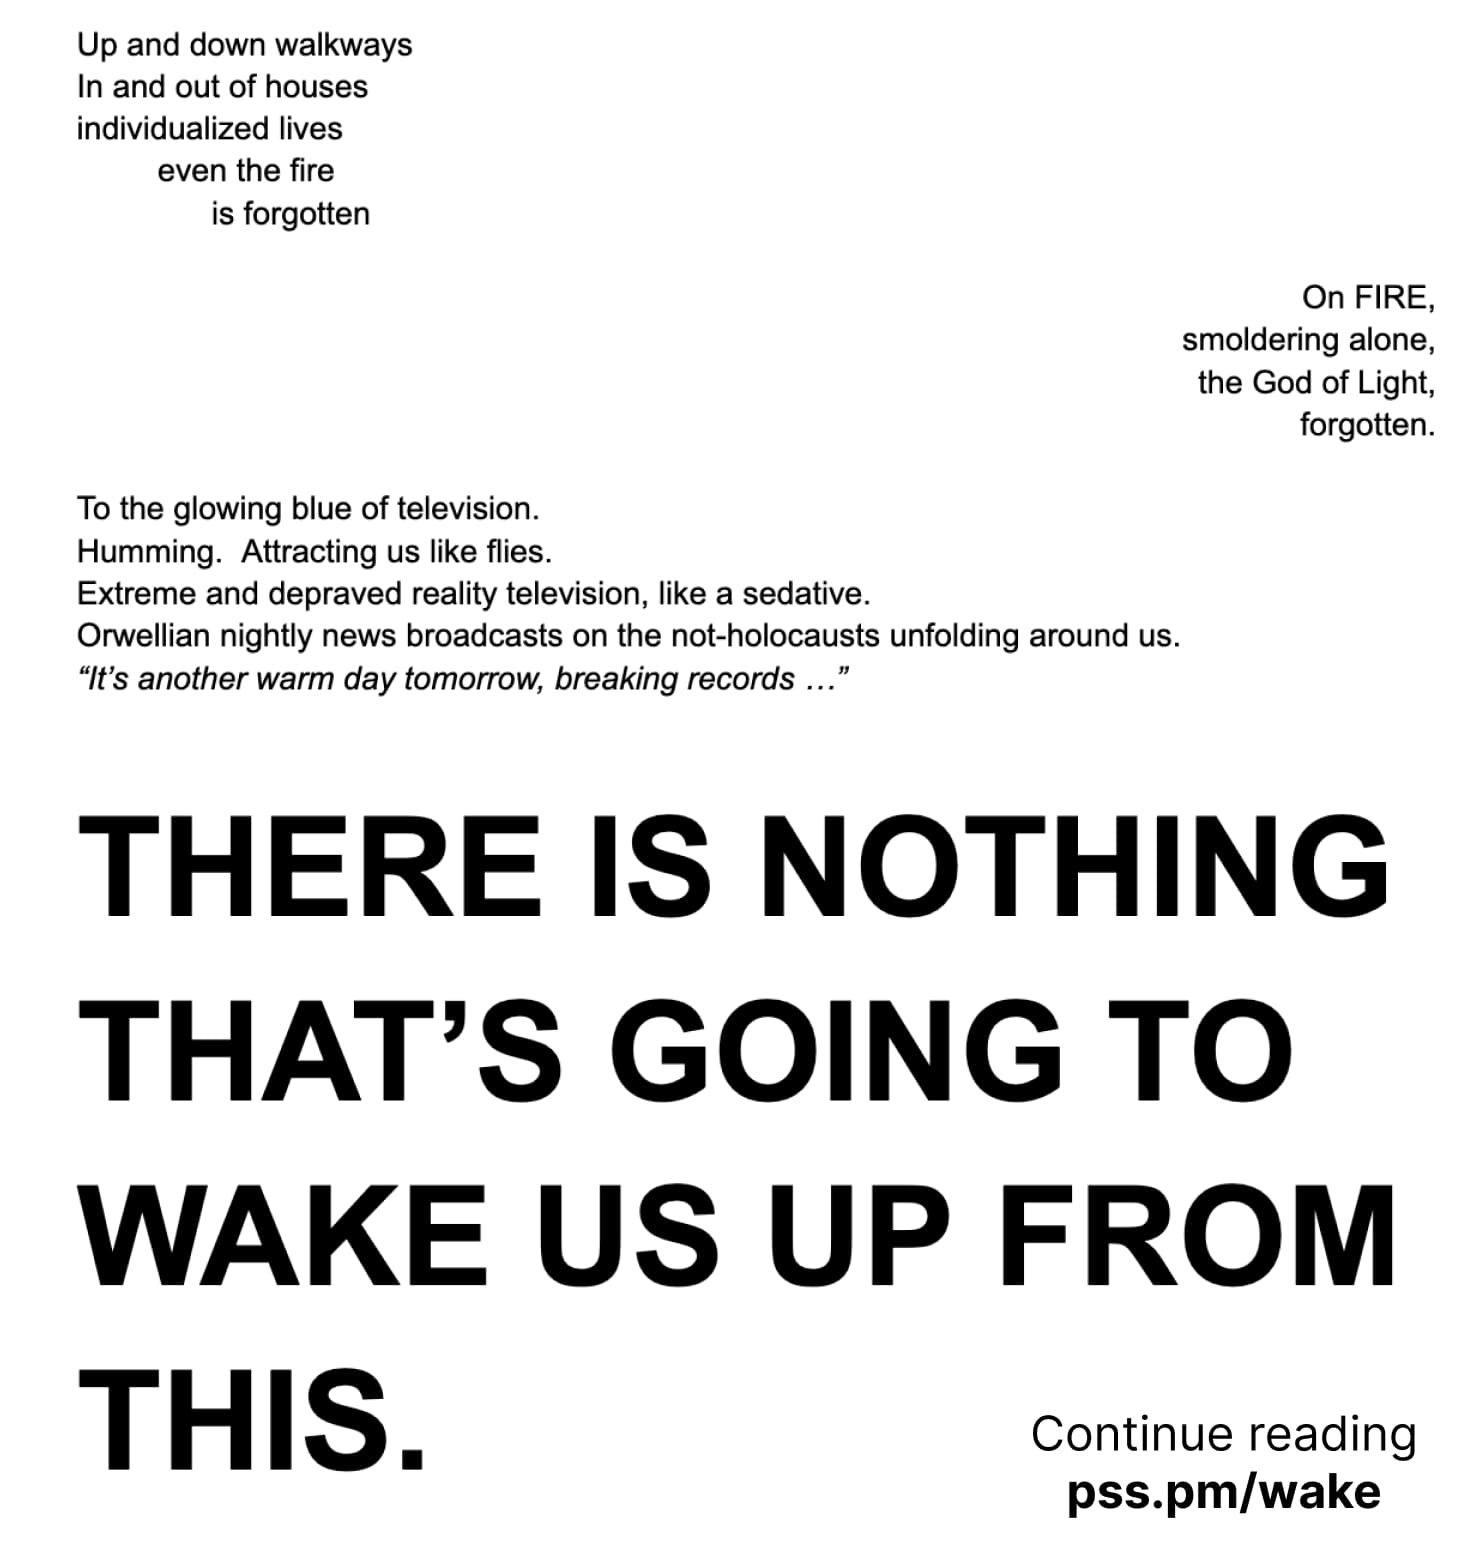 Up and down walkways
In and out of houses
individualized lives
even the fire
is forgotten
On FIRE,
smoldering alone,
the God of Light,
forgotten.
To the glowing blue of television.
Humming.  Attracting us like flies.
Extreme and depraved reality television, like a sedative.
Orwellian nightly news broadcasts on the not-holocausts unfolding around us.
“It’s another warm day tomorrow, breaking records …”
THERE IS NOTHING
THAT’S GOING TO
WAKE US UP FROM
THIS.
Continue reading
pss.pm/wake